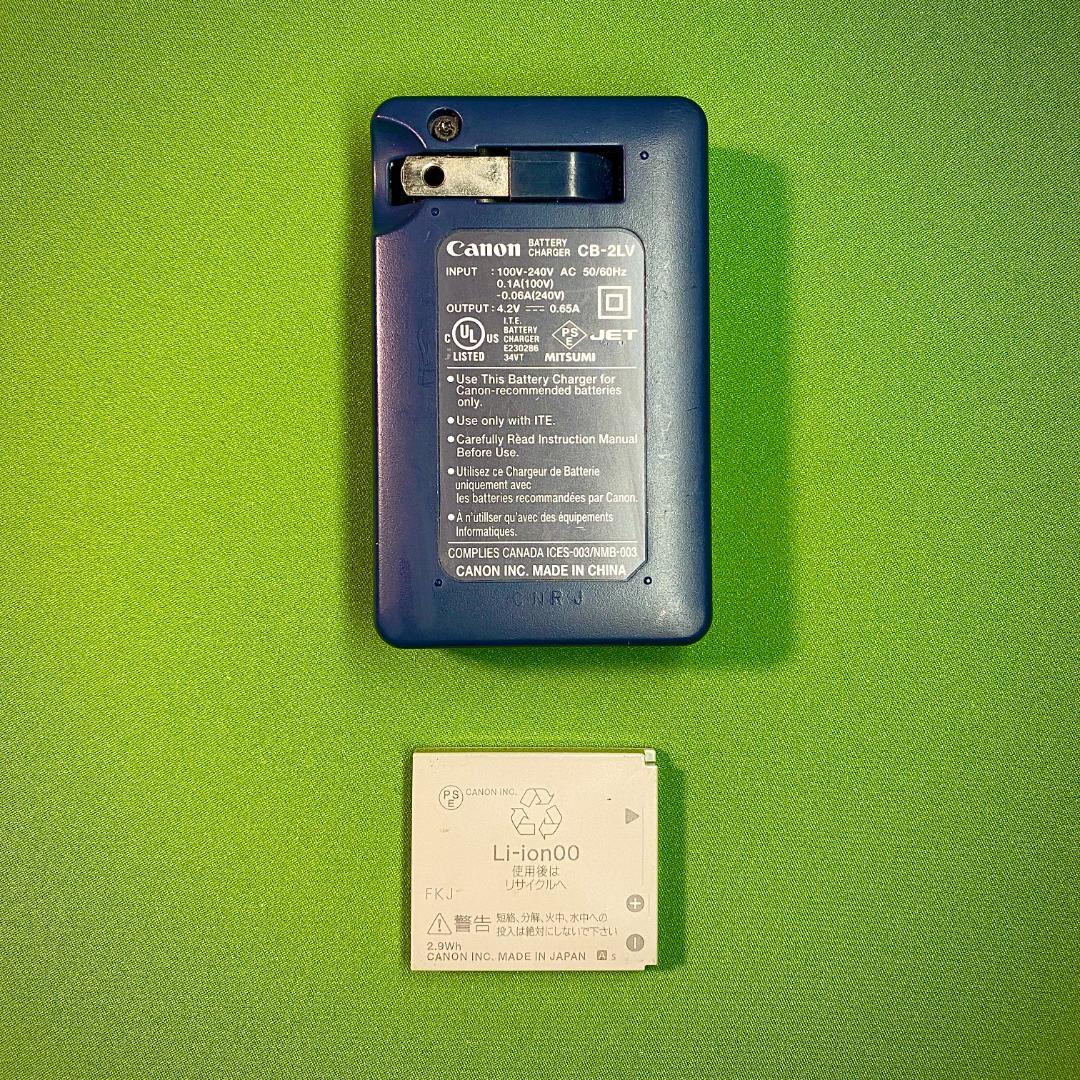 Canon BATTERY CHARGER CB-2LV
INPUT : 100V-240V AC 50/60Hz
0.1A(100V)
-0.06A(240V)
OUTPUT : 4.2V ⎓ 0.65A
C UL US
LISTED
I.T.E.
BATTERY
CHARGER
E230286
34VT
PSE JET
MITSUMI
•Use This Battery Charger for
Canon-recommended batteries
only.
•Use only with ITE.
•Carefully Read Instruction Manual
Before Use.
•Utilisez ce Chargeur de Batterie
uniquement avec
les batteries recommandées par Canon.
•À n'utiliser qu'avec des équipements
Informatiques.
COMPLIES CANADA ICES-003/NMB-003
CANON INC. MADE IN CHINA
C N R J
PSE CANON INC.
Li-ion00
使用後は
リサイクルへ
FKJ
⚠警告 短絡、分解、火中、水中への
投入は絶対にしないで下さい
2.9Wh
CANON INC. MADE IN JAPAN A S
+
−